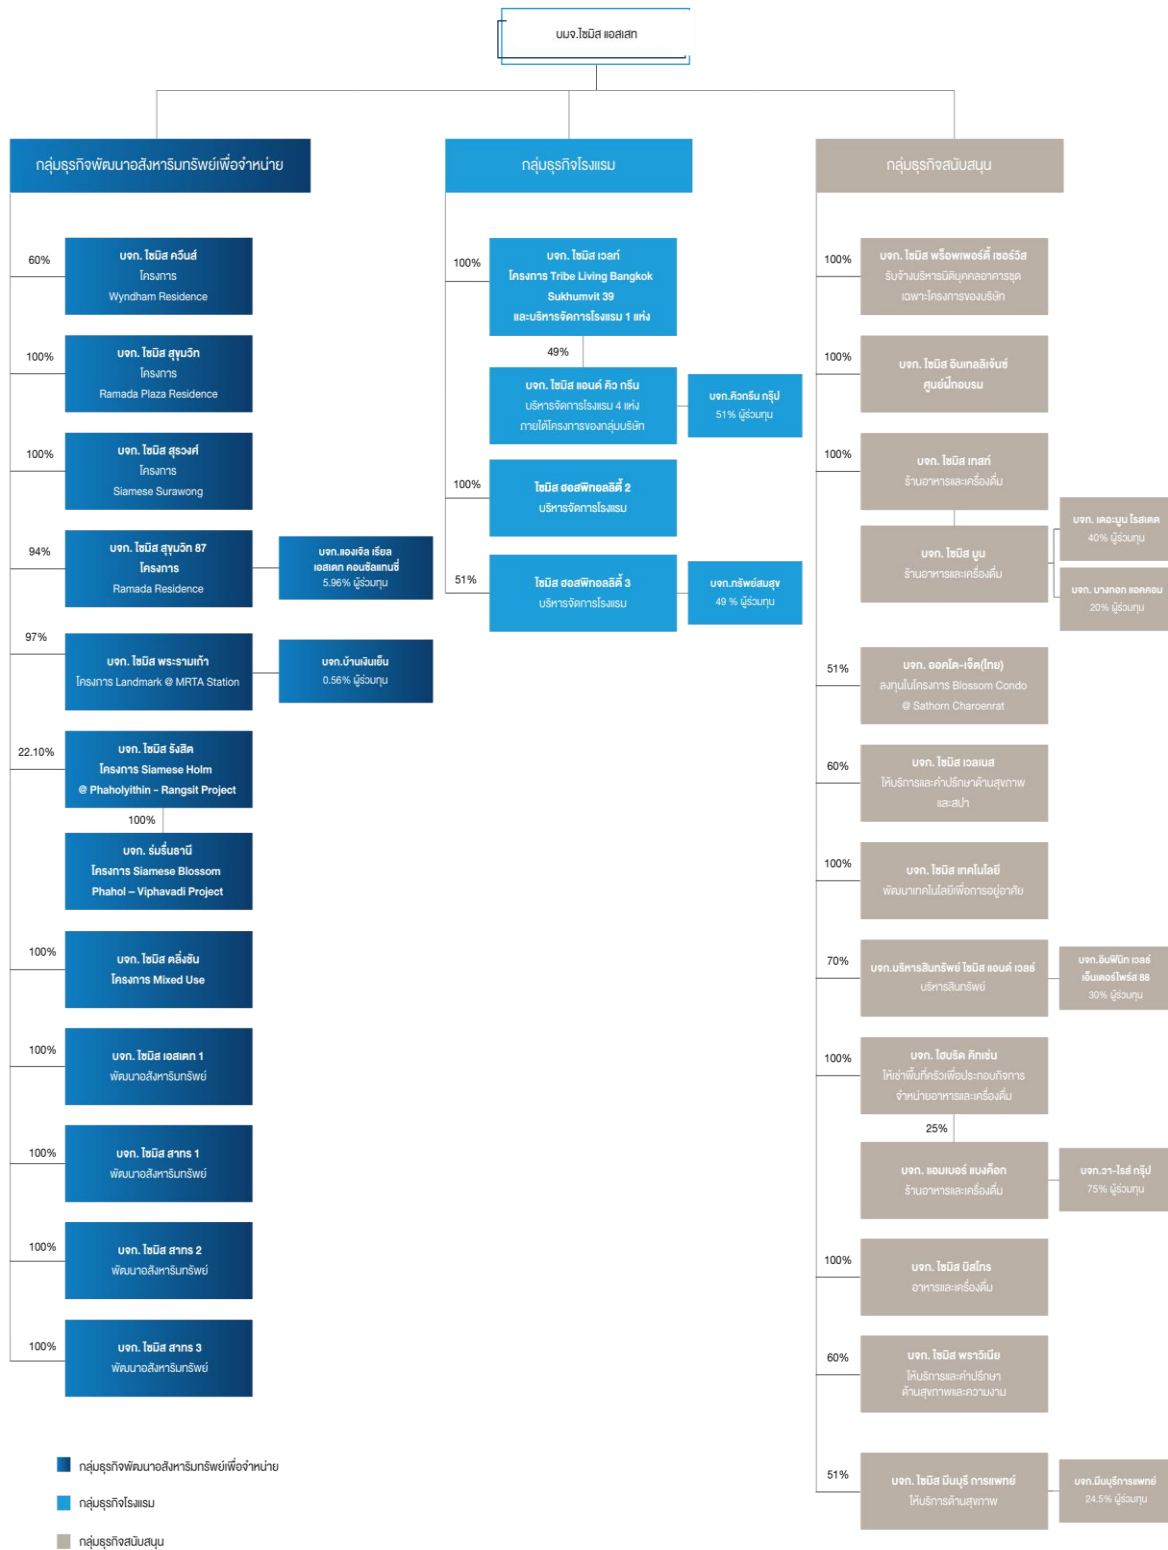 บมจ.ไซมิส แอสเสท
กลุ่มธุรกิจพัฒนาอสังหาริมทรัพย์เพื่อจำหน่าย
60%
บจก. ไซมิส ควีนส์
โครงการ
Wyndham Residence
100%
บจก. ไซมิส สุขุมวิท
โครงการ
Ramada Plaza Residence
100%
บจก. ไซมิส สุรวงศ์
โครงการ
Siamese Surawong
94%
บจก. ไซมิส สุขุมวิท 87
โครงการ
Ramada Residence
บจก.แองเจิล เรียล
เอสเตท คอนซัลแทนซี่
5.96% ผู้ร่วมทุน
97%
บจก. ไซมิส พระรามเก้า
โครงการ Landmark @ MRTA Station
บจก.บ้านเงินเย็น
0.56% ผู้ร่วมทุน
22.10%
บจก. ไซมิส รังสิต
โครงการ Siamese Holm
@ Phaholyithin - Rangsit Project
100%
บจก. ร่มรื่นธานี
โครงการ Siamese Blossom
Phahol – Viphavadi Project
100%
บจก. ไซมิส ตลิ่งชัน
โครงการ Mixed Use
100%
บจก. ไซมิส เอสเตท 1
พัฒนาอสังหาริมทรัพย์
100%
บจก. ไซมิส สาทร 1
พัฒนาอสังหาริมทรัพย์
100%
บจก. ไซมิส สาทร 2
พัฒนาอสังหาริมทรัพย์
100%
บจก. ไซมิส สาทร 3
พัฒนาอสังหาริมทรัพย์
กลุ่มธุรกิจโรงแรม
100%
บจก. ไซมิส เวลท์
โครงการ Tribe Living Bangkok
Sukhumvit 39
และบริหารจัดการโรงแรม 1 แห่ง
49%
บจก. ไซมิส แอนด์ คิว กรีน
บริหารจัดการโรงแรม 4 แห่ง
ภายใต้โครงการของกลุ่มบริษัท
บจก.คิวกรีน กรุ๊ป
51% ผู้ร่วมทุน
100%
ไซมิส ฮอสพิทอลลิตี้ 2
บริหารจัดการโรงแรม
51%
ไซมิส ฮอสพิทอลลิตี้ 3
บริหารจัดการโรงแรม
บจก.ทรัพย์สมสุข
49 % ผู้ร่วมทุน
กลุ่มธุรกิจสนับสนุน
100%
บจก. ไซมิส พร็อพเพอร์ตี้ เซอร์วิส
รับจ้างบริหารนิติบุคคลอาคารชุด
เฉพาะโครงการของบริษัท
100%
บจก. ไซมิส อินเทลลิเจ้นซ์
ศูนย์ฝึกอบรม
100%
บจก. ไซมิส เทสท์
ร้านอาหารและเครื่องดื่ม
บจก. ไซมิส มูน
ร้านอาหารและเครื่องดื่ม
บจก. เดอะมูน โรสเตด
40% ผู้ร่วมทุน
บจก. บางกอก แอคคอม
20% ผู้ร่วมทุน
51%
บจก. ออคโต-เจ็ต(ไทย)
ลงทุนในโครงการ Blossom Condo
@ Sathorn Charoenrat
60%
บจก. ไซมิส เวลเนส
ให้บริการและคำปรึกษาด้านสุขภาพ
และสปา
100%
บจก. ไซมิส เทคโนโลยี
พัฒนาเทคโนโลยีเพื่อการอยู่อาศัย
70%
บจก.บริหารสินทรัพย์ ไซมิส แอนด์ เวลธ์
บริหารสินทรัพย์
บจก.อินฟินิท เวลธ์
เอ็นเตอร์ไพร์ส 88
30% ผู้ร่วมทุน
100%
บจก. ไฮบริด คิทเช่น
ให้เช่าพื้นที่ครัวเพื่อประกอบกิจการ
จำหน่ายอาหารและเครื่องดื่ม
25%
บจก. แอมเบอร์ แบงค็อก
ร้านอาหารและเครื่องดื่ม
บจก.วา-ไรส์ กรุ๊ป
75% ผู้ร่วมทุน
100%
บจก. ไซมิส บิสโทร
อาหารและเครื่องดื่ม
60%
บจก. ไซมิส พราวิเนีย
ให้บริการและคำปรึกษา
ด้านสุขภาพและความงาม
51%
บจก. ไซมิส มีนบุรี การแพทย์
ให้บริการด้านสุขภาพ
บจก.มีนบุรีการแพทย์
24.5% ผู้ร่วมทุน
กลุ่มธุรกิจพัฒนาอสังหาริมทรัพย์เพื่อจำหน่าย
กลุ่มธุรกิจโรงแรม
กลุ่มธุรกิจสนับสนุน